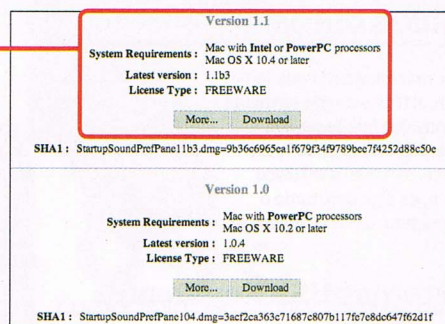 Version 1.1
System Requirements : Mac with Intel or PowerPC processors
Mac OS X 10.4 or later
Latest version : 1.1b3
License Type : FREEWARE
More... Download
SHA1 : StartupSoundPrefPane11b3.dmg=9b36c6965ea1f679f34f9789bee7f4252d88c50e
Version 1.0
System Requirements : Mac with PowerPC processors
Mac OS X 10.2 or later
Latest version : 1.0.4
License Type : FREEWARE
More... Download
SHA1 : StartupSoundPrefPane104.dmg=3acf2ca363c71687c807b117fe7e8dc647f62d1f